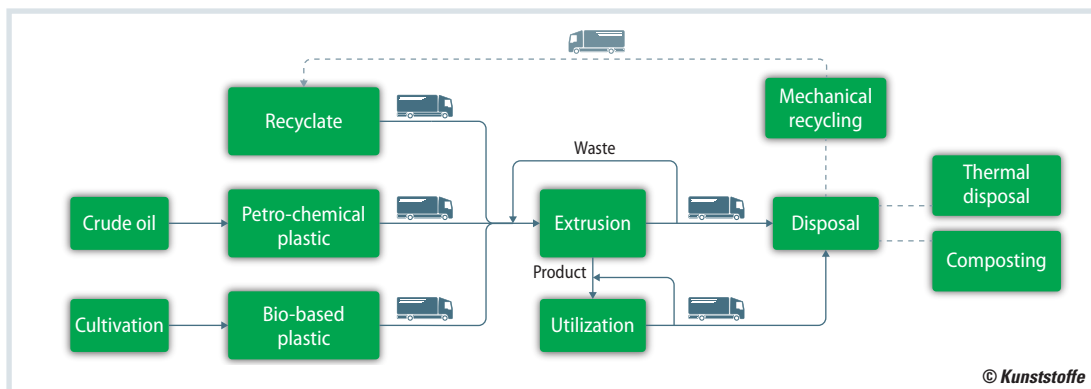 Recyclate
Mechanical
recycling
Waste
Thermal
disposal
Crude oil
Petro-chemical
plastic
Extrusion
Disposal
Composting
Product
Cultivation
Bio-based
plastic
Utilization
© Kunststoffe